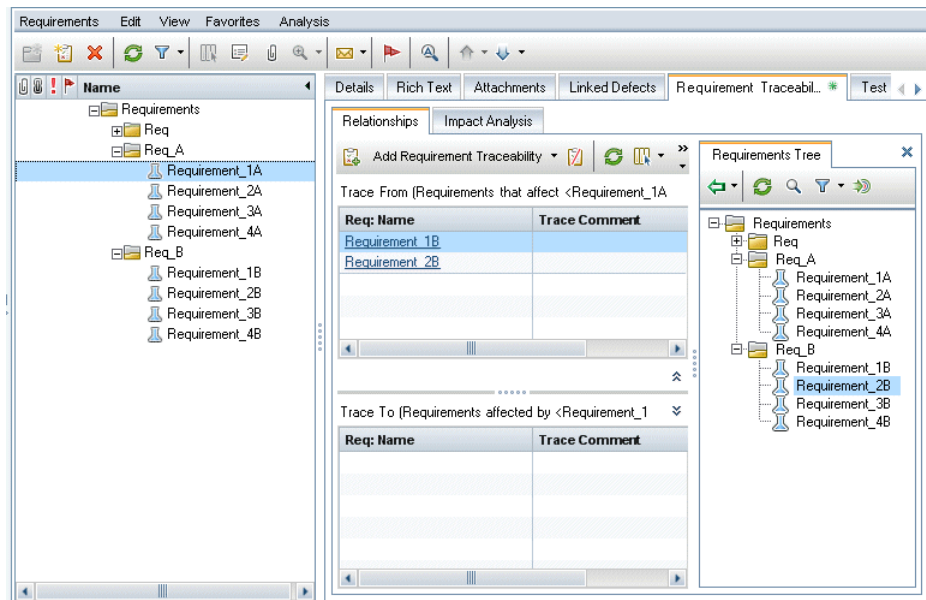 Requirements Edit View Favorites Analysis
Name
Requirements
Req
Req_A
Requirement_1A
Requirement_2A
Requirement_3A
Requirement_4A
Req_B
Requirement_1B
Requirement_2B
Requirement_3B
Requirement_4B
Details Rich Text Attachments Linked Defects Requirement Traceabil... * Test
Relationships Impact Analysis
Add Requirement Traceability
Trace From (Requirements that affect <Requirement_1A
Req: Name Trace Comment
Requirement_1B
Requirement_2B
Trace To (Requirements affected by <Requirement_1
Req: Name Trace Comment
Requirements Tree
Requirements
Req
Req_A
Requirement_1A
Requirement_2A
Requirement_3A
Requirement_4A
Req_B
Requirement_1B
Requirement_2B
Requirement_3B
Requirement_4B